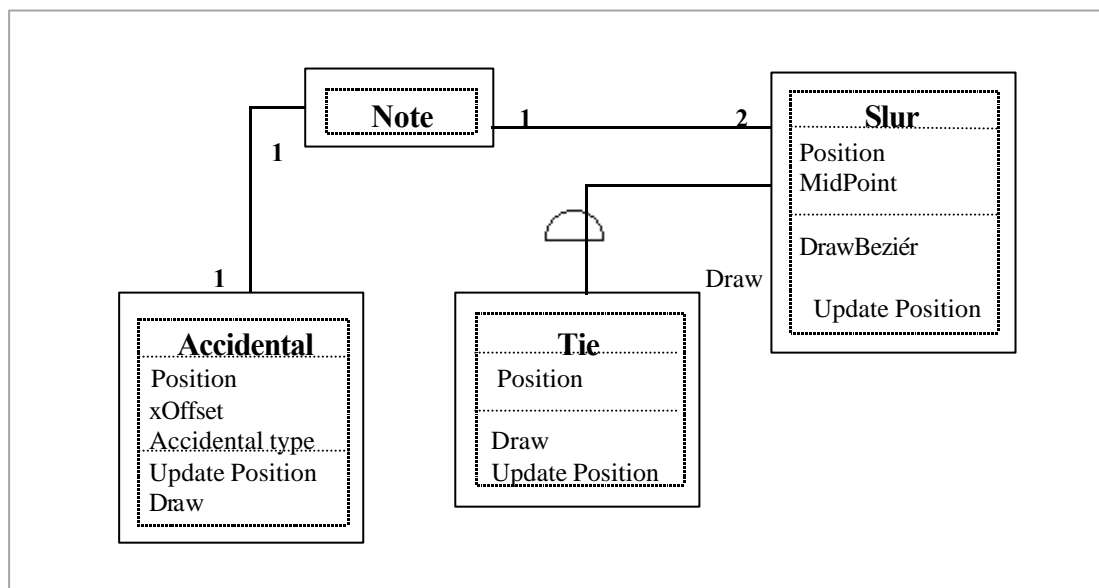 Note
1
1
2
Slur
Position
MidPoint
DrawBeziér
Update Position
Draw
1
Accidental
Position
xOffset
Accidental type
Update Position
Draw
Tie
Position
Draw
Update Position